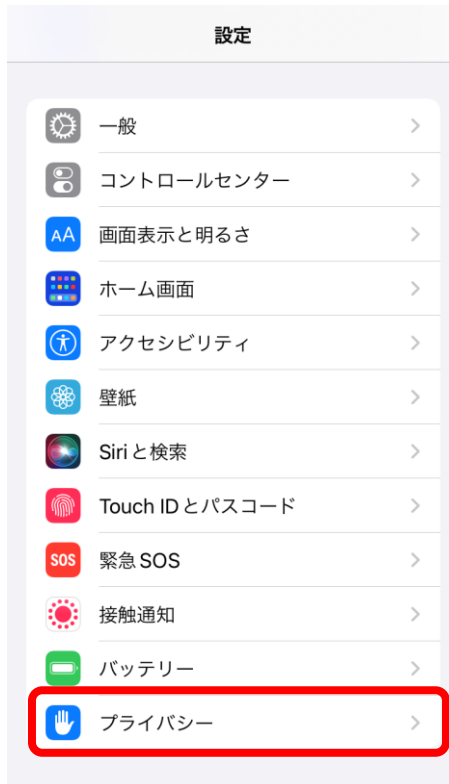 設定
一般
コントロールセンター
AA 画面表示と明るさ
ホーム画面
アクセシビリティ
壁紙
Siriと検索
Touch IDとパスコード
SOS 緊急SOS
接触通知
バッテリー
プライバシー